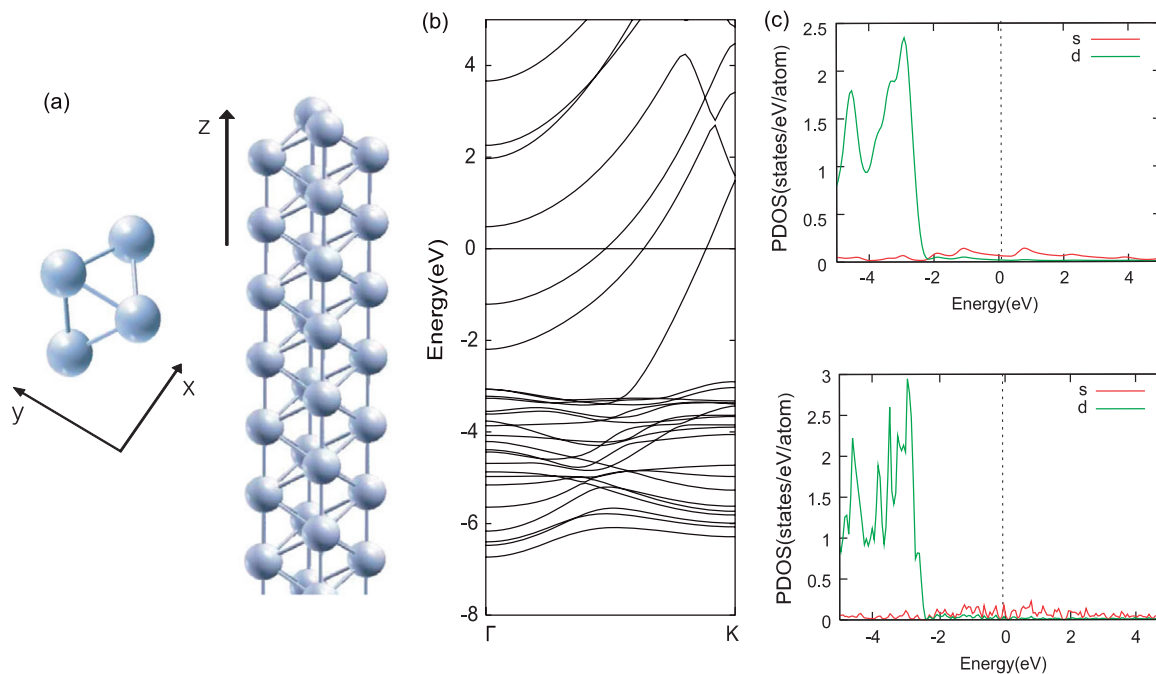 (a)
z
y
x
(b)
Energy(eV)
4
2
0
-2
-4
-6
-8
Γ
K
(c)
PDOS(states/eV/atom)
2.5
2
1.5
1
0.5
0
s
d
-4
-2
0
2
4
Energy(eV)
PDOS(states/eV/atom)
3
2.5
2
1.5
1
0.5
0
s
d
-4
-2
0
2
4
Energy(eV)